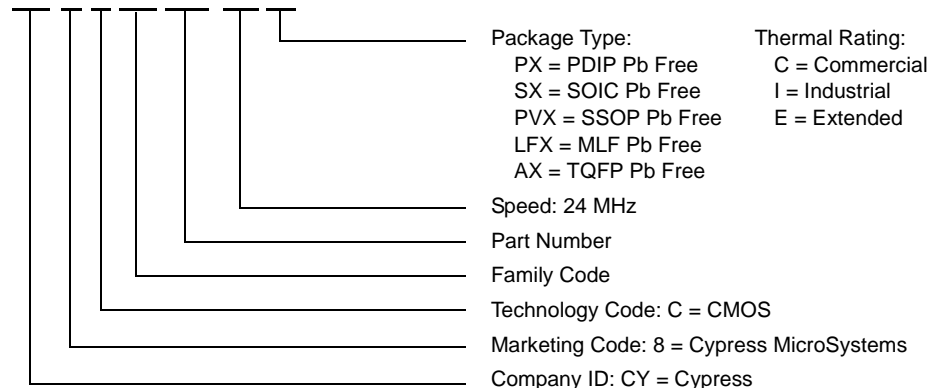 Package Type: Thermal Rating:
PX = PDIP Pb Free C = Commercial
SX = SOIC Pb Free I = Industrial
PVX = SSOP Pb Free E = Extended
LFX = MLF Pb Free
AX = TQFP Pb Free
Speed: 24 MHz
Part Number
Family Code
Technology Code: C = CMOS
Marketing Code: 8 = Cypress MicroSystems
Company ID: CY = Cypress